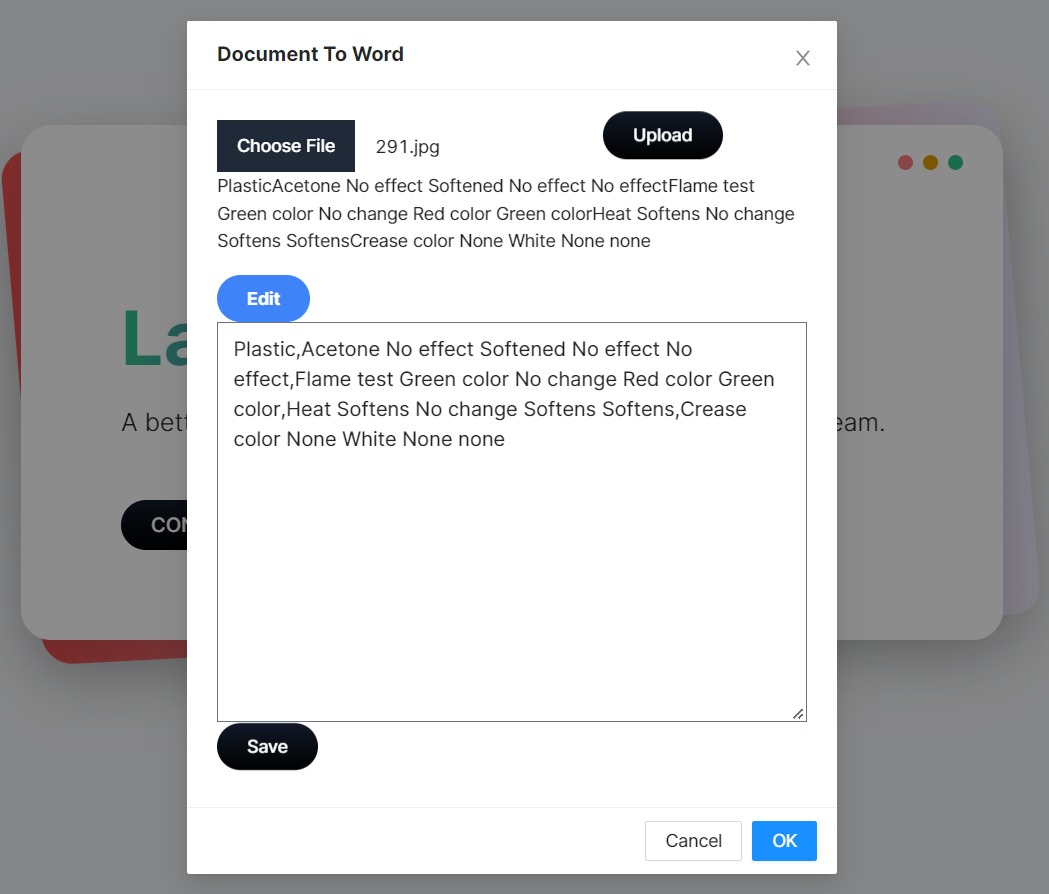 Document To Word
Choose File
291.jpg
Upload
PlasticAcetone No effect Softened No effect No effectFlame test
Green color No change Red color Green colorHeat Softens No change
Softens SoftensCrease color None White None none
Edit
Plastic,Acetone No effect Softened No effect No
effect,Flame test Green color No change Red color Green
color,Heat Softens No change Softens Softens,Crease
color None White None none
Save
Cancel
OK
La
A bett
eam.
CON